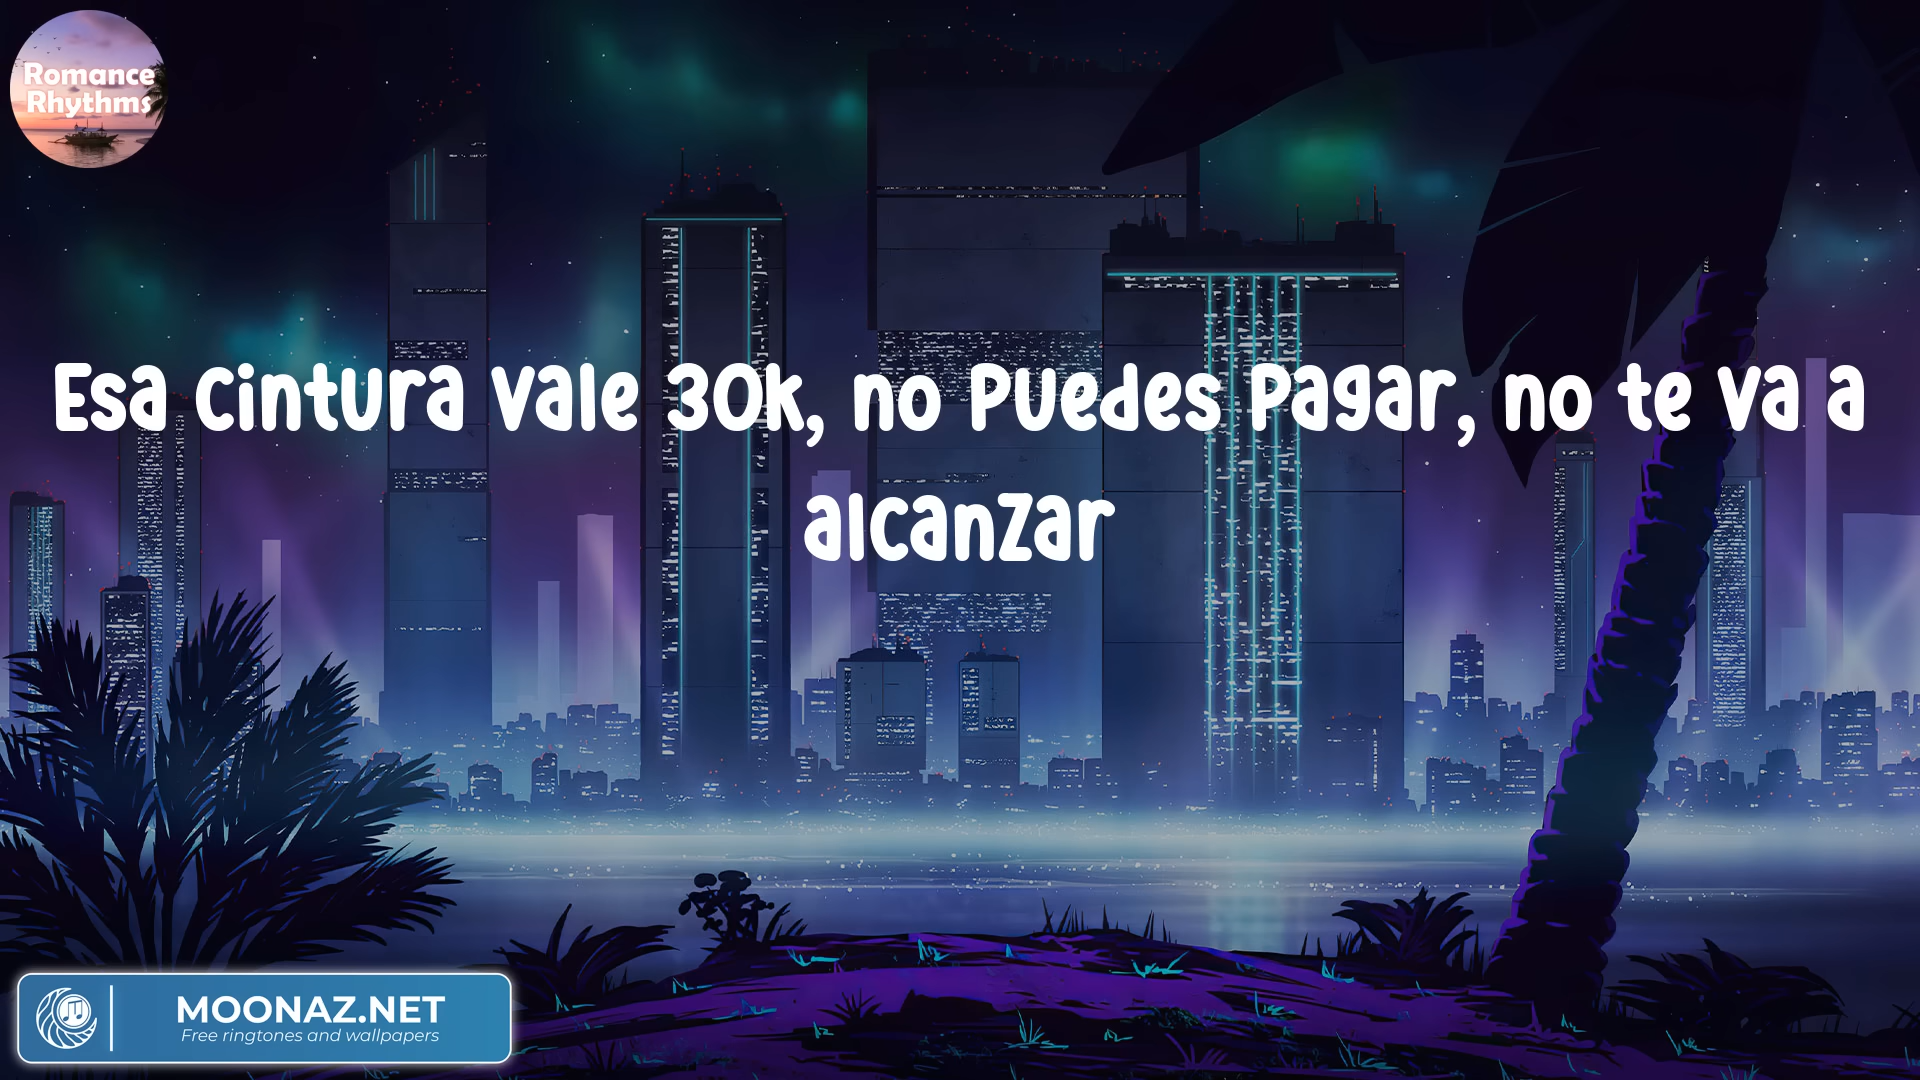 Romance
Rhythms
Esa cintura vale 30k, no puedes pagar, no te va a
alcanzar
MOONAZ.NET
Free ringtones and wallpapers